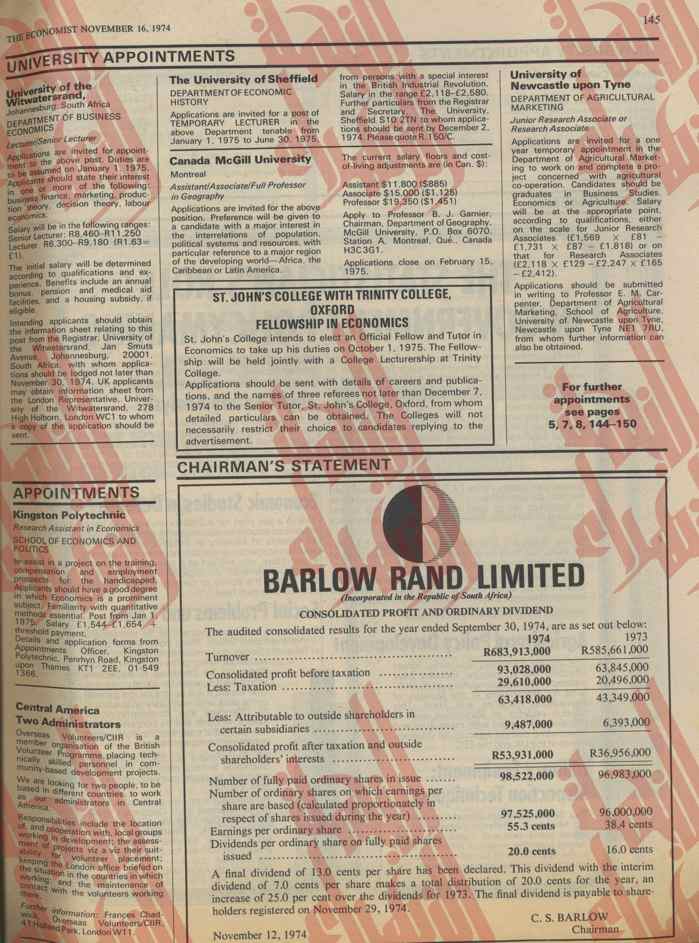 THE ECONOMIST NOVEMBER 16, 1974
145
UNIVERSITY APPOINTMENTS
University of the
Witwatersrand,
Johannesburg, South Africa
DEPARTMENT OF BUSINESS
ECONOMICS
Lecturer/Senior Lecturer
Applications are invited for appoint-
ment to the above post. Duties are
to be assumed on January 1, 1975.
Applicants should state their interest
in one or more of the following:
business finance, marketing, produc-
tion theory, decision theory, labour
economics.
Salary will be in the following ranges:
Senior Lecturer: R8,460-R11,250
Lecturer R6,300-R9,180 (R1.63=
£1).
The initial salary will be determined
according to qualifications and ex-
perience. Benefits include an annual
bonus, pension and medical aid
facilities, and a housing subsidy, if
eligible.
Intending applicants should obtain
the information sheet relating to this
post from the Registrar, University of
the Witwatersrand, Jan Smuts
Avenue, Johannesburg, 20001,
South Africa, with whom applica-
tions should be lodged not later than
November 30, 1974. UK applicants
may obtain information sheet from
the London Representative, Univer-
sity of the Witwatersrand, 278
High Holborn, London WC1 to whom
a copy of the application should be
sent.
The University of Sheffield
DEPARTMENT OF ECONOMIC
HISTORY
Applications are invited for a post of
TEMPORARY LECTURER in the
above Department tenable from
January 1, 1975 to June 30, 1975,
from persons with a special interest
in the British Industrial Revolution.
Salary in the range £2,118-£2,580.
Further particulars from the Registrar
and Secretary, The University,
Sheffield S10 2TN to whom applica-
tions should be sent by December 2,
1974. Please quote R.150/C.
Canada McGill University
Montreal
Assistant/Associate/Full Professor
in Geography
Applications are invited for the above
position. Preference will be given to
a candidate with a major interest in
the interrelations of population,
political systems and resources, with
particular reference to a major region
of the developing world—Africa, the
Caribbean or Latin America.
The current salary floors and cost-
of-living adjustments are (in Can. $):
Assistant $11,800 ($885)
Associate $15,000 ($1,125)
Professor $19,350 ($1,451)
Apply to Professor B. J. Garnier,
Chairman, Department of Geography,
McGill University, P.O. Box 6070,
Station A, Montreal, Que., Canada
H3C3G1.
Applications close on February 15,
1975.
ST. JOHN'S COLLEGE WITH TRINITY COLLEGE,
OXFORD
FELLOWSHIP IN ECONOMICS
St. John's College intends to elect an Official Fellow and Tutor in
Economics to take up his duties on October 1, 1975. The Fellow-
ship will be held jointly with a College Lecturership at Trinity
College.
Applications should be sent with details of careers and publica-
tions, and the names of three referees not later than December 7,
1974 to the Senior Tutor, St. John's College, Oxford, from whom
detailed particulars can be obtained. The Colleges will not
necessarily restrict their choice to candidates replying to the
advertisement.
University of
Newcastle upon Tyne
DEPARTMENT OF AGRICULTURAL
MARKETING
Junior Research Associate or
Research Associate
Applications are invited for a one
year temporary appointment in the
Department of Agricultural Market-
ing to work on and complete a pro-
ject concerned with agricultural
co-operation. Candidates should be
graduates in Business Studies,
Economics or Agriculture. Salary
will be at the appropriate point,
according to qualifications, either
on the scale for Junior Research
Associates (£1,569 × £81 –
£1,731 × £87 – £1,818) or on
that for Research Associates
(£2,118 × £129 – £2,247 × £165
– £2,412).
Applications should be submitted
in writing to Professor E. M. Car-
penter, Department of Agricultural
Marketing, School of Agriculture,
University of Newcastle upon Tyne,
Newcastle upon Tyne NE1 7RU,
from whom further information can
also be obtained.
For further
appointments
see pages
5, 7, 8, 144–150
APPOINTMENTS
Kingston Polytechnic
Research Assistant in Economics
SCHOOL OF ECONOMICS AND
POLITICS
to assist in a project on the training,
compensation and employment
prospects for the handicapped.
Applicants should have a good degree
in which Economics is a prominent
subject. Familiarity with quantitative
methods essential. Post from Jan 1,
1975. Salary £1,544–£1,654 +
threshold payment.
Details and application forms from
Appointments Officer, Kingston
Polytechnic, Penrhyn Road, Kingston
upon Thames KT1 2EE, 01-549
1366.
Central America
Two Administrators
Overseas Volunteers/CIIR is a
member organisation of the British
Volunteer Programme placing tech-
nically skilled personnel in com-
munity-based development projects.
We are looking for two people, to be
based in different countries, to work
as our administrators in Central
America.
Responsibilities include the location
of, and cooperation with, local groups
working in development; the assess-
ment of projects viz a viz their suit-
ability for volunteer placement;
keeping the London office briefed on
the situation in the countries in which
working; and the maintenance of
contact with the volunteers working
there.
Further information: Frances Chad-
wick, Overseas Volunteers/CIIR,
41 Holland Park, London W11.
CHAIRMAN'S STATEMENT
BARLOW RAND LIMITED
(Incorporated in the Republic of South Africa)
CONSOLIDATED PROFIT AND ORDINARY DIVIDEND
The audited consolidated results for the year ended September 30, 1974, are as set out below:
1974 1973
Turnover R683,913,000 R585,661,000
Consolidated profit before taxation 93,028,000 63,845,000
Less: Taxation 29,610,000 20,496,000
63,418,000 43,349,000
Less: Attributable to outside shareholders in
certain subsidiaries 9,487,000 6,393,000
Consolidated profit after taxation and outside
shareholders' interests R53,931,000 R36,956,000
Number of fully paid ordinary shares in issue 98,522,000 96,983,000
Number of ordinary shares on which earnings per
share are based (calculated proportionately in
respect of shares issued during the year) 97,525,000 96,000,000
Earnings per ordinary share 55.3 cents 38.4 cents
Dividends per ordinary share on fully paid shares
issued 20.0 cents 16.0 cents
A final dividend of 13.0 cents per share has been declared. This dividend with the interim
dividend of 7.0 cents per share makes a total distribution of 20.0 cents for the year, an
increase of 25.0 per cent over the dividends for 1973. The final dividend is payable to share-
holders registered on November 29, 1974.
C. S. BARLOW
Chairman
November 12, 1974